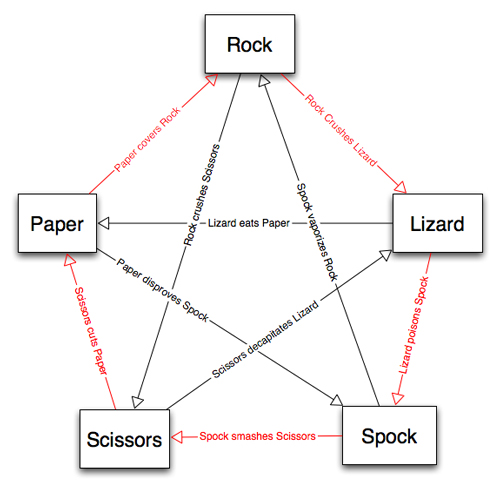 Rock
Paper covers Rock
Rock Crushes Lizard
Rock crushes Scissors
Spock vaporizes Rock
Paper
Lizard eats Paper
Lizard
Paper disproves Spock
Scissors decapitates Lizard
Scissors cuts Paper
Lizard poisons Spock
Scissors
Spock smashes Scissors
Spock